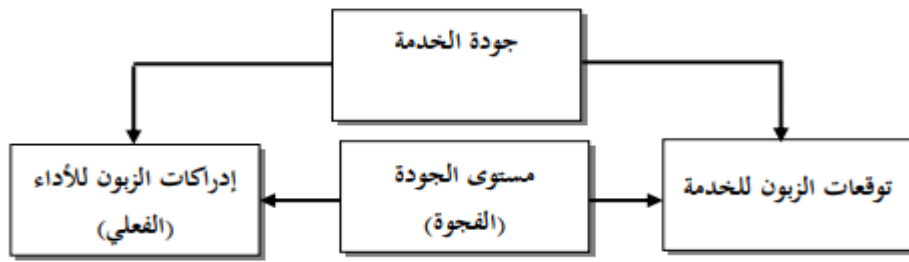 جودة الخدمة
توقعات الزبون للخدمة
مستوى الجودة
(الفجوة)
إدراكات الزبون للأداء
(الفعلي)